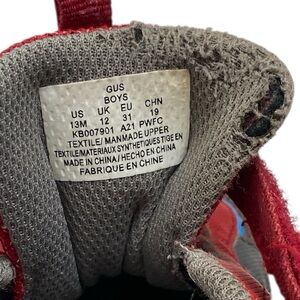 GUS
BOYS
US UK EU CHN
13M 12 31 19
KB007901 A21 PWFC
TEXTILE/ MANMADE UPPER
TEXTILE/MATERIAUX SYNTHETIQUES TIGE EN
MADE IN CHINA/ HECHO EN CHINA
FABRIQUE EN CHINE